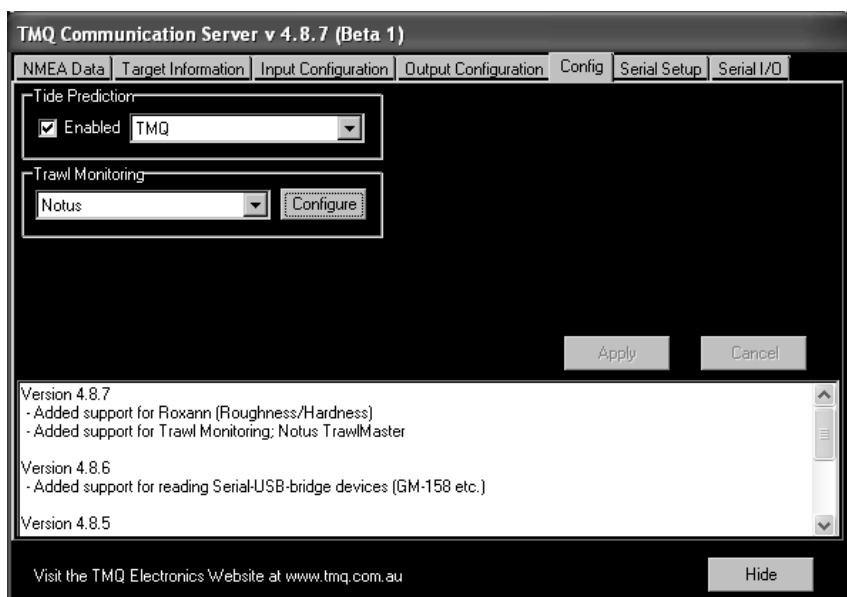 TMQ Communication Server v 4.8.7 (Beta 1)
NMEA Data Target Information Input Configuration Output Configuration Config Serial Setup Serial I/O
Tide Prediction
Enabled TMQ
Trawl Monitoring
Notus Configure
Apply Cancel
Version 4.8.7
- Added support for Roxann (Roughness/Hardness)
- Added support for Trawl Monitoring; Notus TrawlMaster
Version 4.8.6
- Added support for reading Serial-USB-bridge devices (GM-158 etc.)
Version 4.8.5
Visit the TMQ Electronics Website at www.tmq.com.au
Hide